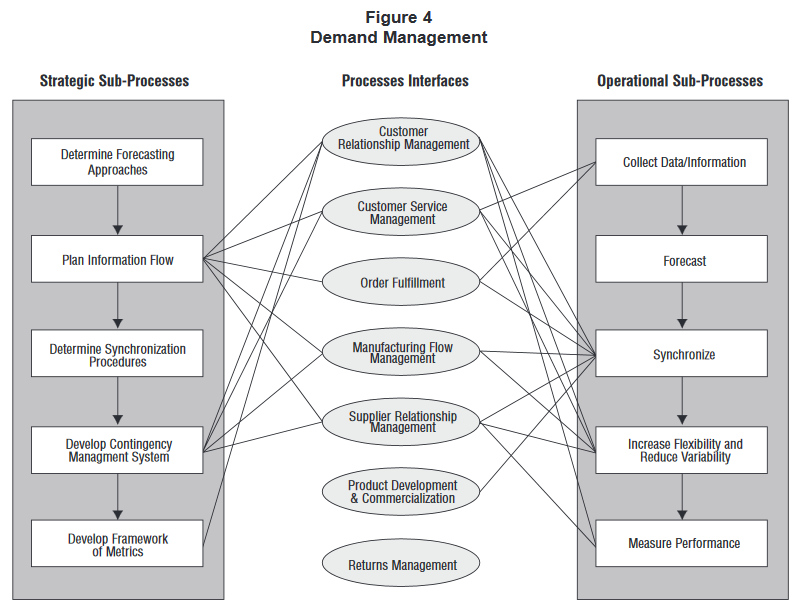 Figure 4
Demand Management
Strategic Sub-Processes
Processes Interfaces
Operational Sub-Processes
Determine Forecasting
Approaches
Plan Information Flow
Determine Synchronization
Procedures
Develop Contingency
Managment System
Develop Framework
of Metrics
Customer
Relationship Management
Customer Service
Management
Order Fulfillment
Manufacturing Flow
Management
Supplier Relationship
Management
Product Development
& Commercialization
Returns Management
Collect Data/Information
Forecast
Synchronize
Increase Flexibility and
Reduce Variability
Measure Performance